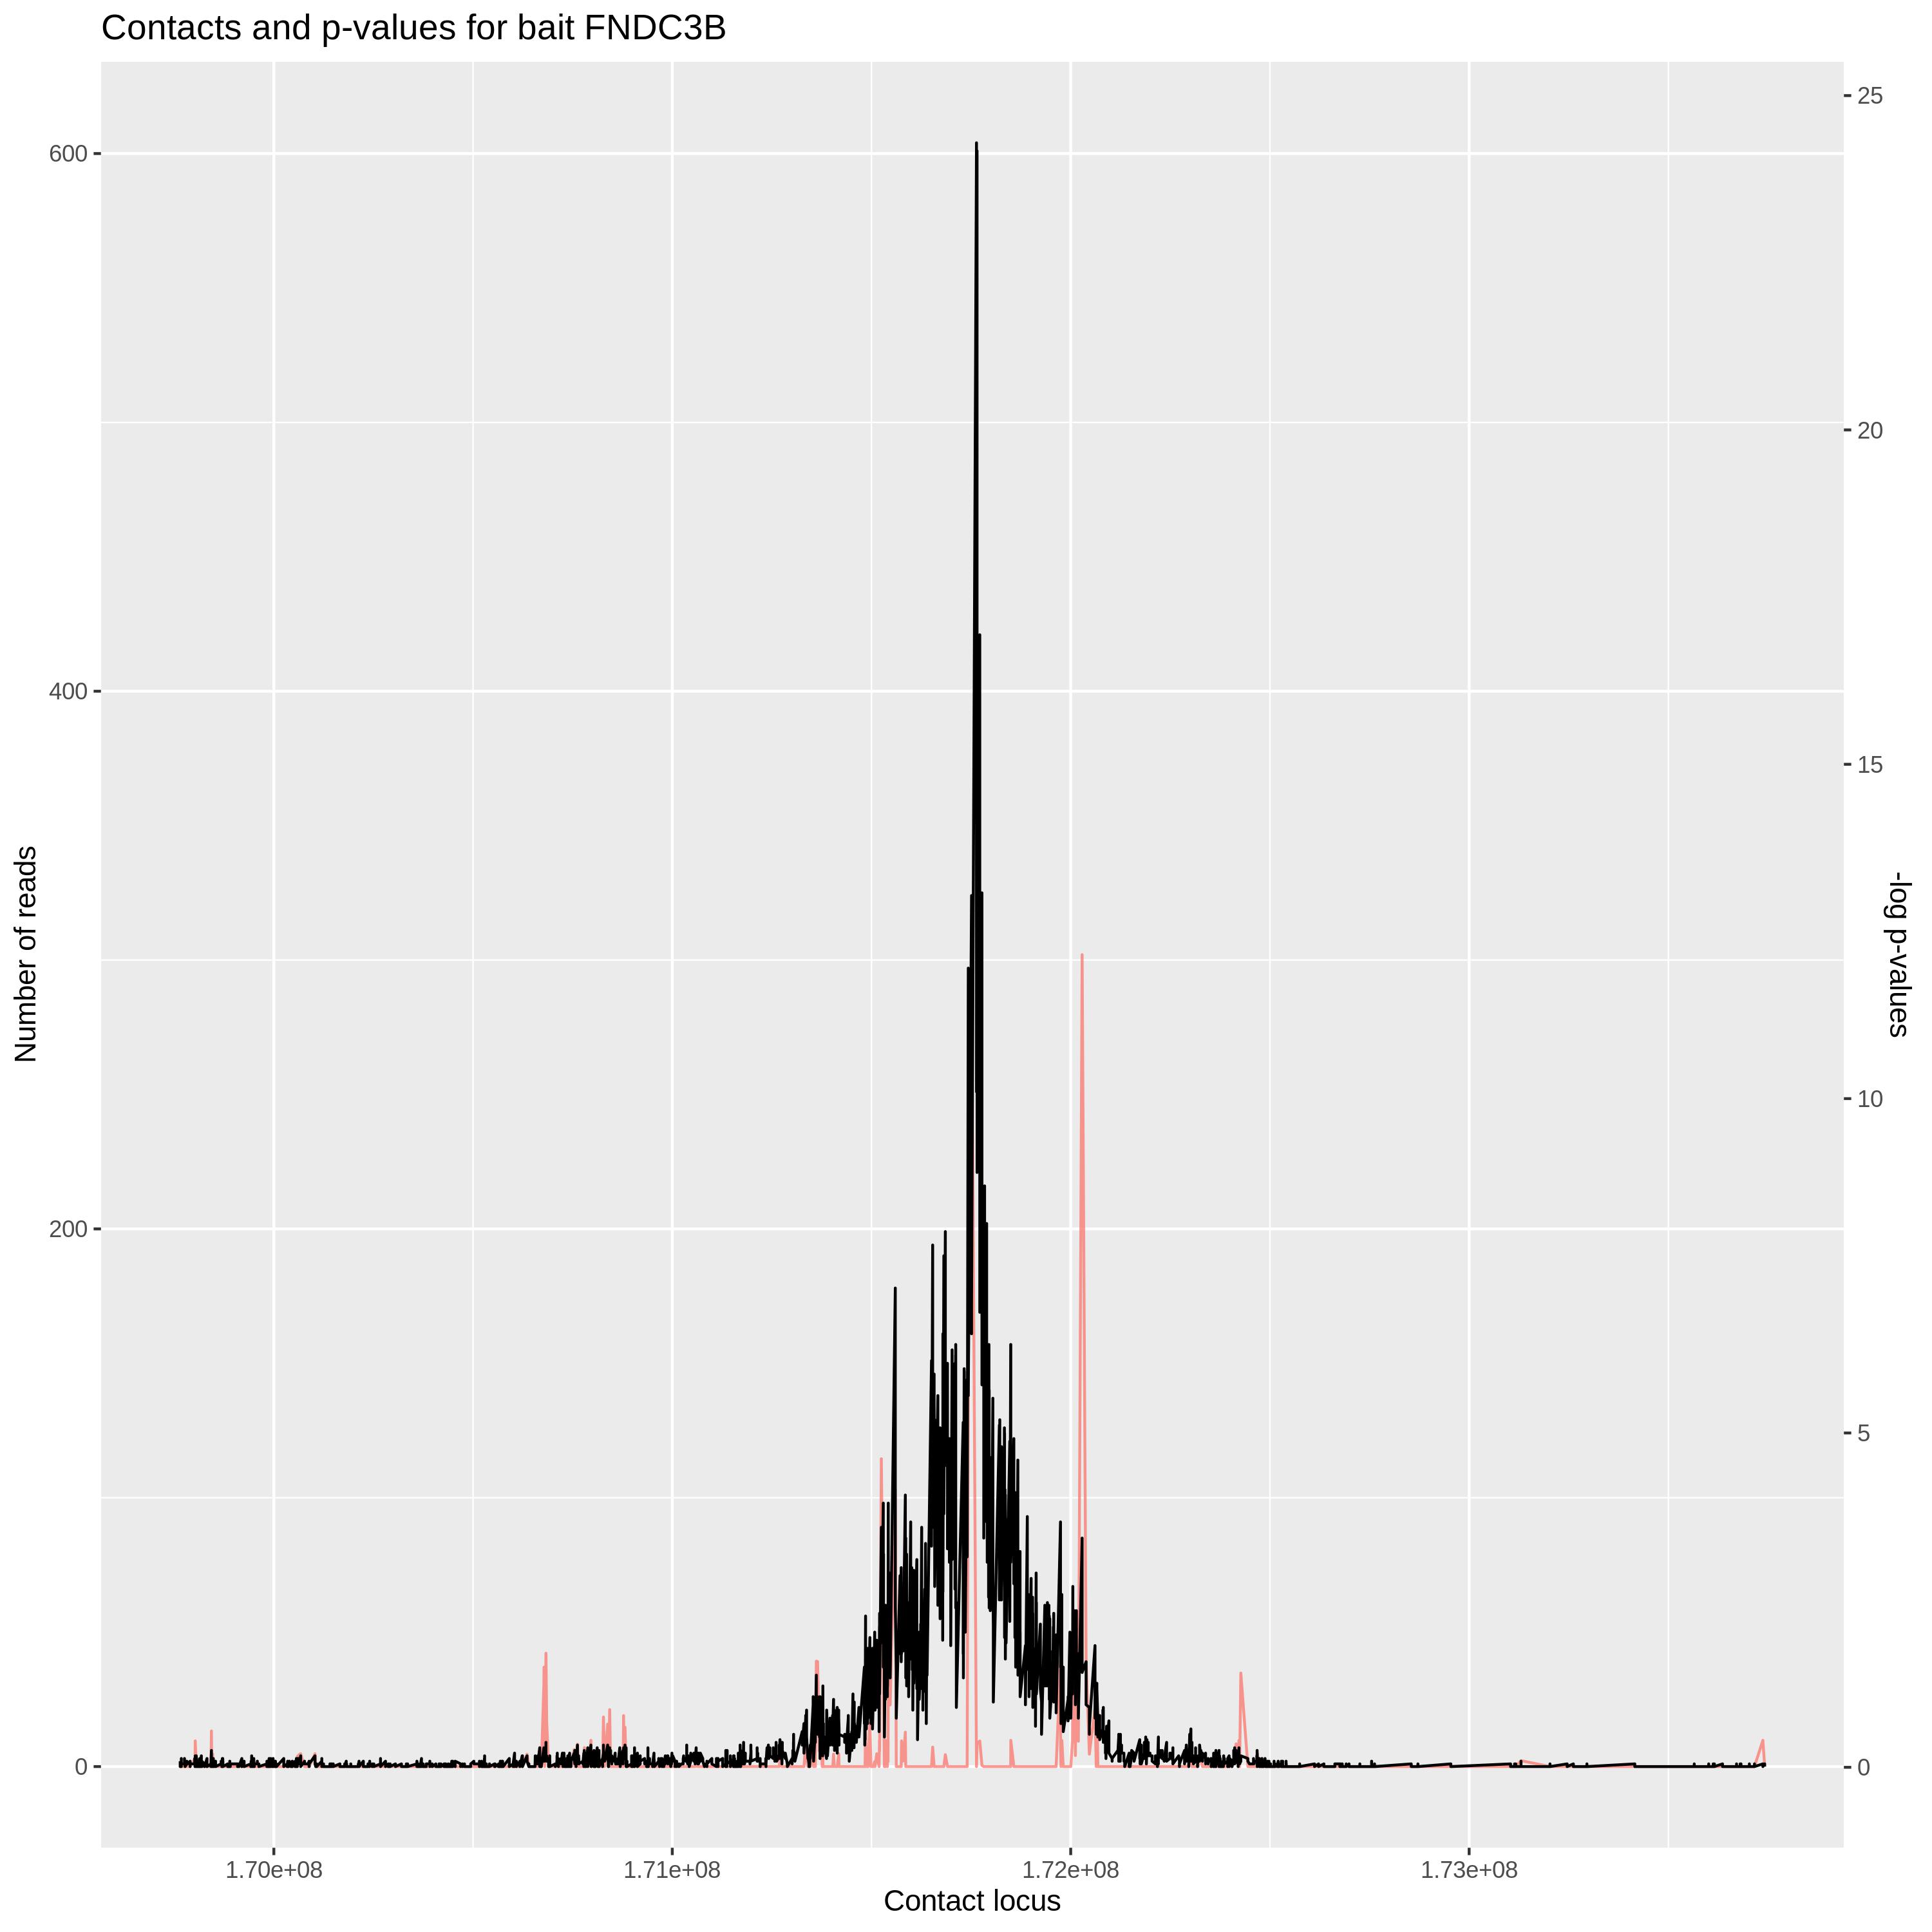 Contacts and p-values for bait FNDC3B
600
400
200
0
Number of reads
25
20
15
10
5
0
-log p-values
1.70e+08
1.71e+08
1.72e+08
1.73e+08
Contact locus